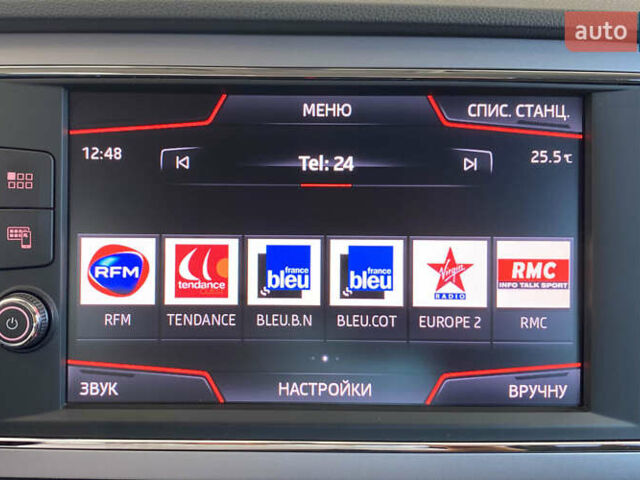 auto
МЕНЮ
СПИС. СТАНЦ.
12:48
Tel: 24
25.5°c
RFM
tendance
france
bleu
france
bleu
Virgin
RADIO
RMC
INFO TALK SPORT
RFM
TENDANCE
BLEU.B.N
BLEU.COT
EUROPE 2
RMC
ЗВУК
НАСТРОЙКИ
ВРУЧНУ